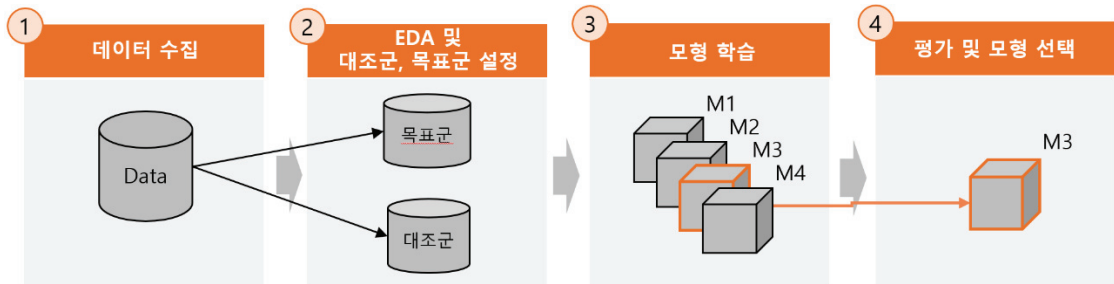 1
데이터 수집
2
EDA 및
대조군, 목표군 설정
3
모형 학습
4
평가 및 모형 선택
Data
목표군
대조군
M1
M2
M3
M4
M3